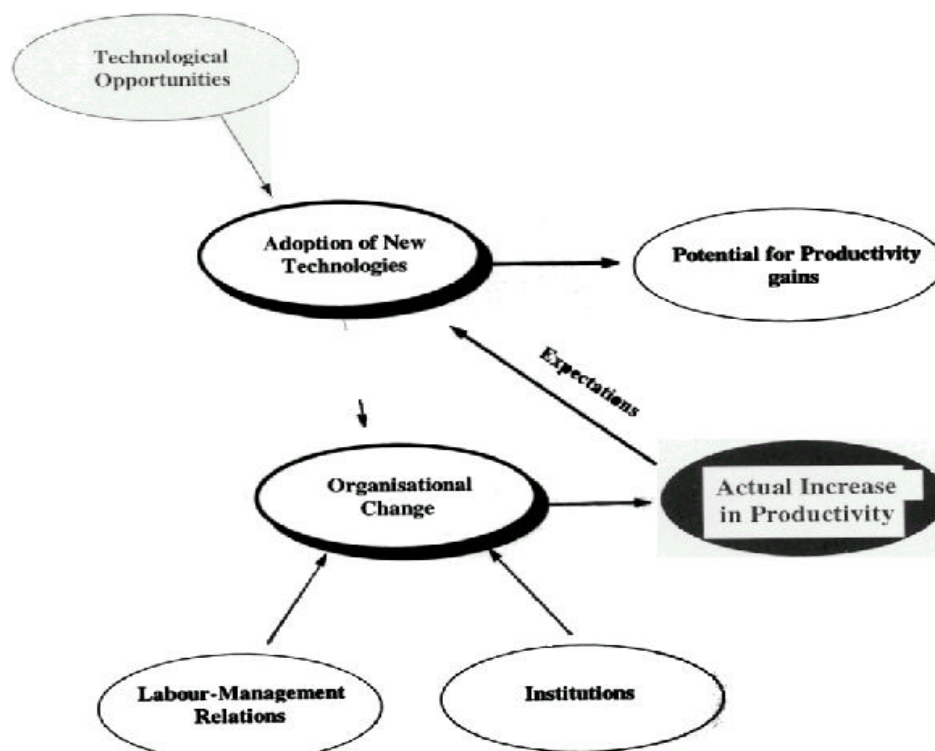 Technological
Opportunities
Adoption of New
Technologies
Potential for Productivity
gains
Expectations
Organisational
Change
Actual Increase
in Productivity
Labour-Management
Relations
Institutions